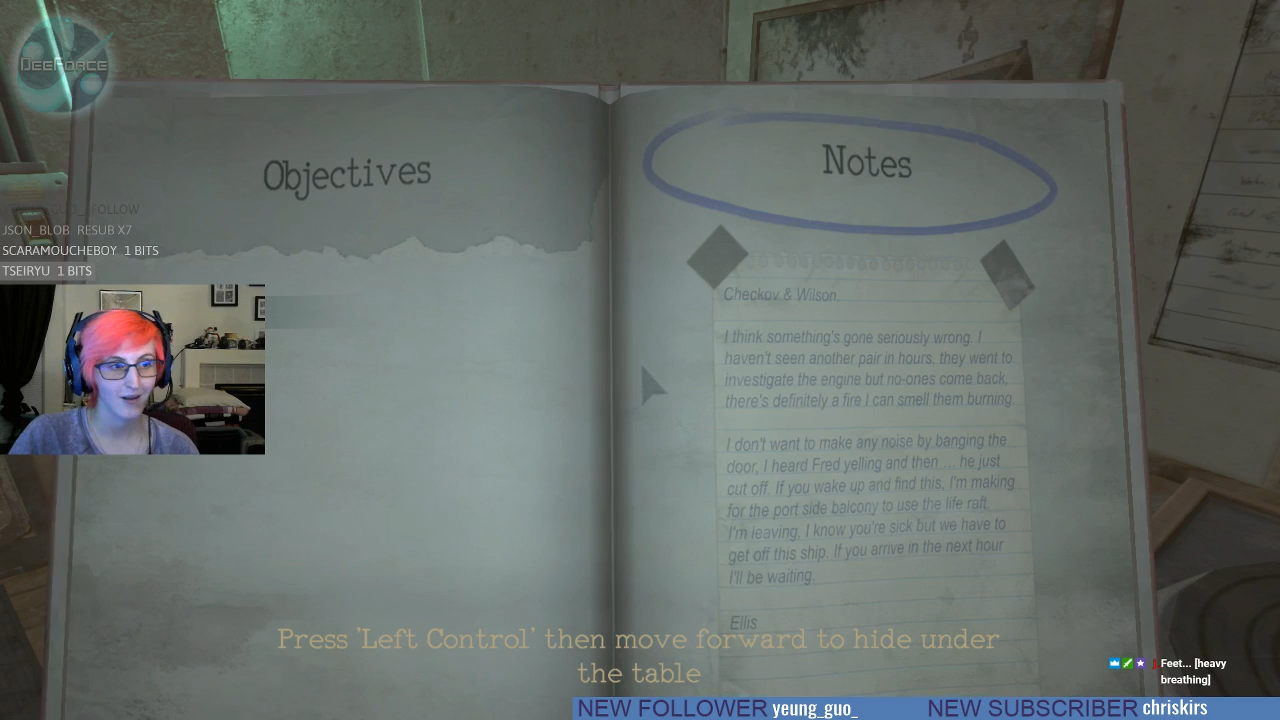 DEEFORCE
Objectives
Notes
FOLLOW
JSON_BLOB RESUB X7
SCARAMOUCHEBOY 1 BITS
TSEIRYU 1 BITS
Checkov & Wilson,
I think something's gone seriously wrong. I
haven't seen another pair in hours, they went to
investigate the engine but no-ones come back.
there's definitely a fire I can smell them burning.
I don't want to make any noise by banging the
door, I heard Fred yelling and then ... he just
cut off. If you wake up and find this, I'm making
for the port side balcony to use the life raft.
I'm leaving, I know you're sick but we have to
get off this ship. If you arrive in the next hour
I'll be waiting.
Ellis
Press 'Left Control' then move forward to hide under
the table
Feet... [heavy
breathing]
NEW FOLLOWER yeung_guo_ NEW SUBSCRIBER chriskirs